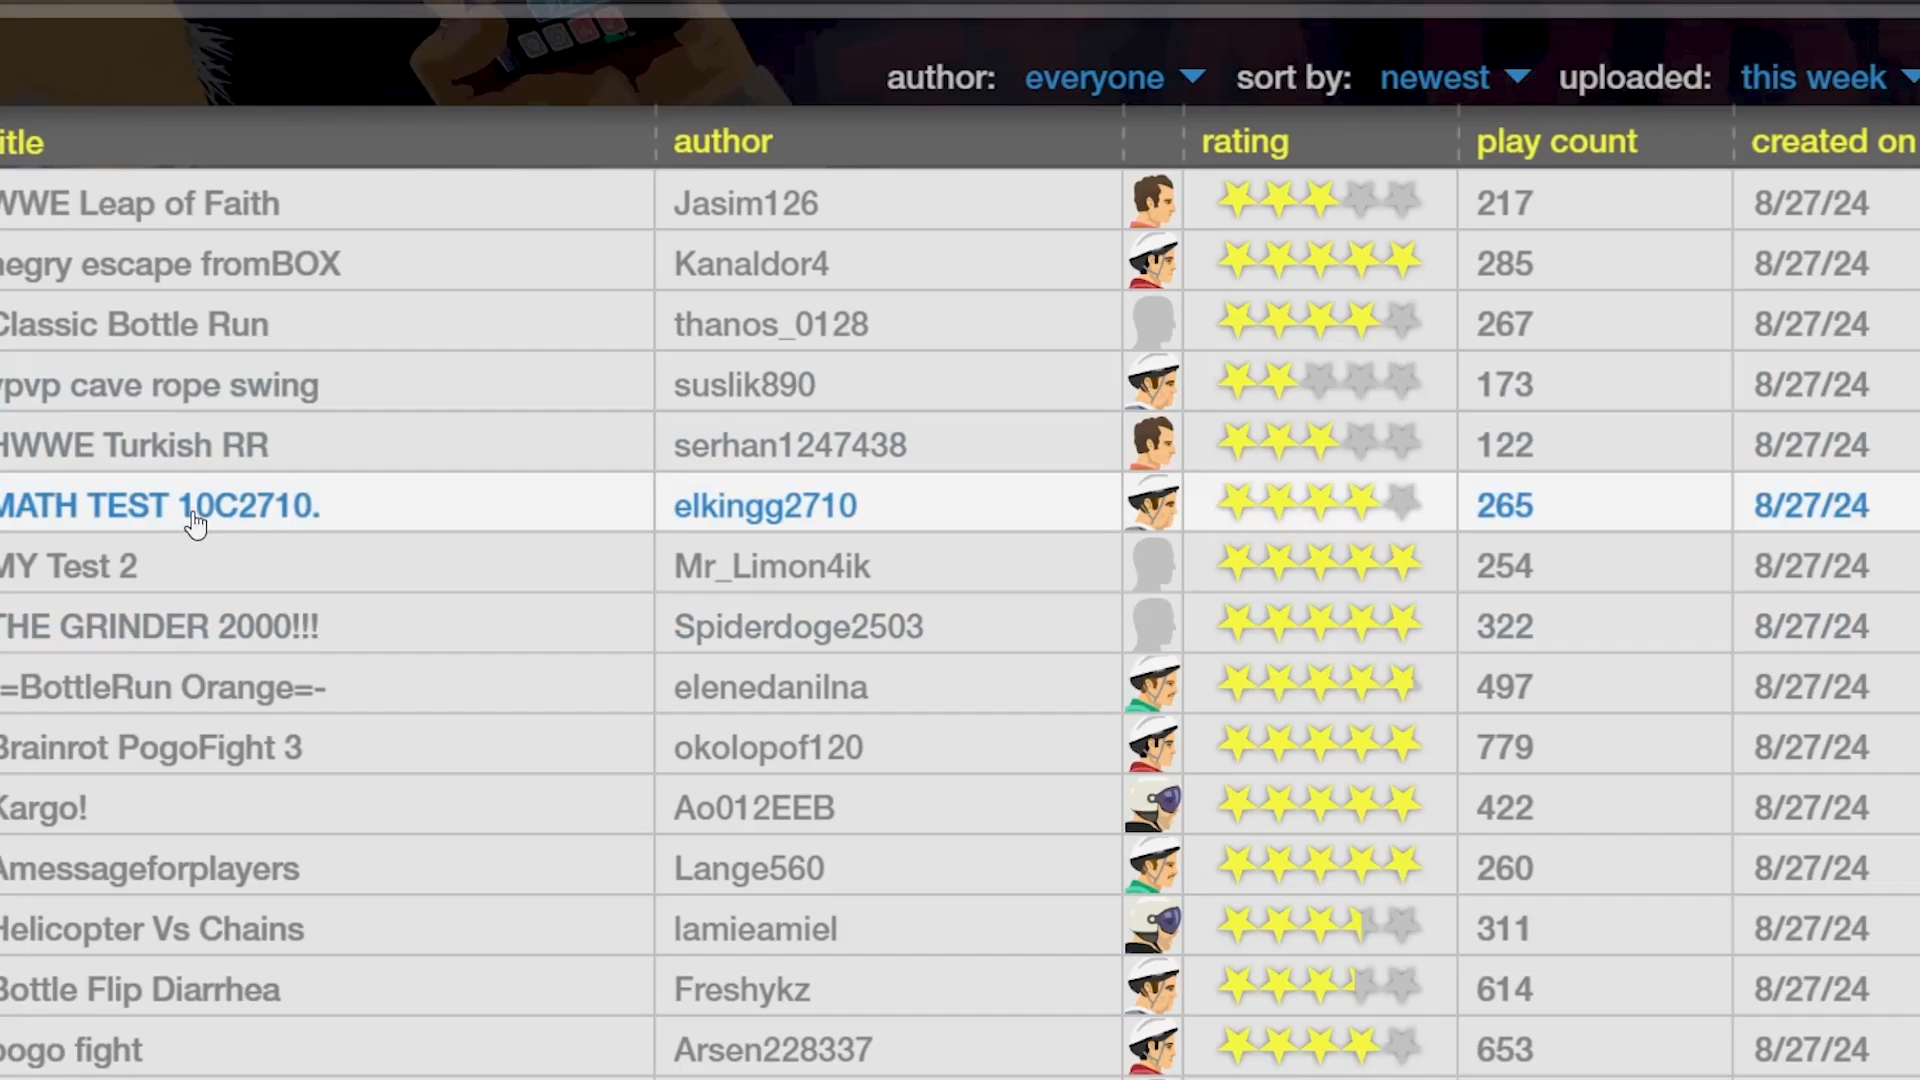 author: everyone sort by: newest uploaded: this week
itle author rating play count created on
WWE Leap of Faith Jasim126 217 8/27/24
negry escape fromBOX Kanaldor4 285 8/27/24
Classic Bottle Run thanos_0128 267 8/27/24
pvp cave rope swing suslik890 173 8/27/24
HWWE Turkish RR serhan1247438 122 8/27/24
MATH TEST 10C2710. elkingg2710 265 8/27/24
MY Test 2 Mr_Limon4ik 254 8/27/24
THE GRINDER 2000!!! Spiderdoge2503 322 8/27/24
=BottleRun Orange=- elenedanilna 497 8/27/24
Brainrot PogoFight 3 okolopof120 779 8/27/24
Kargo! Ao012EEB 422 8/27/24
Amessageforplayers Lange560 260 8/27/24
Helicopter Vs Chains lamieamiel 311 8/27/24
Bottle Flip Diarrhea Freshykz 614 8/27/24
pogo fight Arsen228337 653 8/27/24